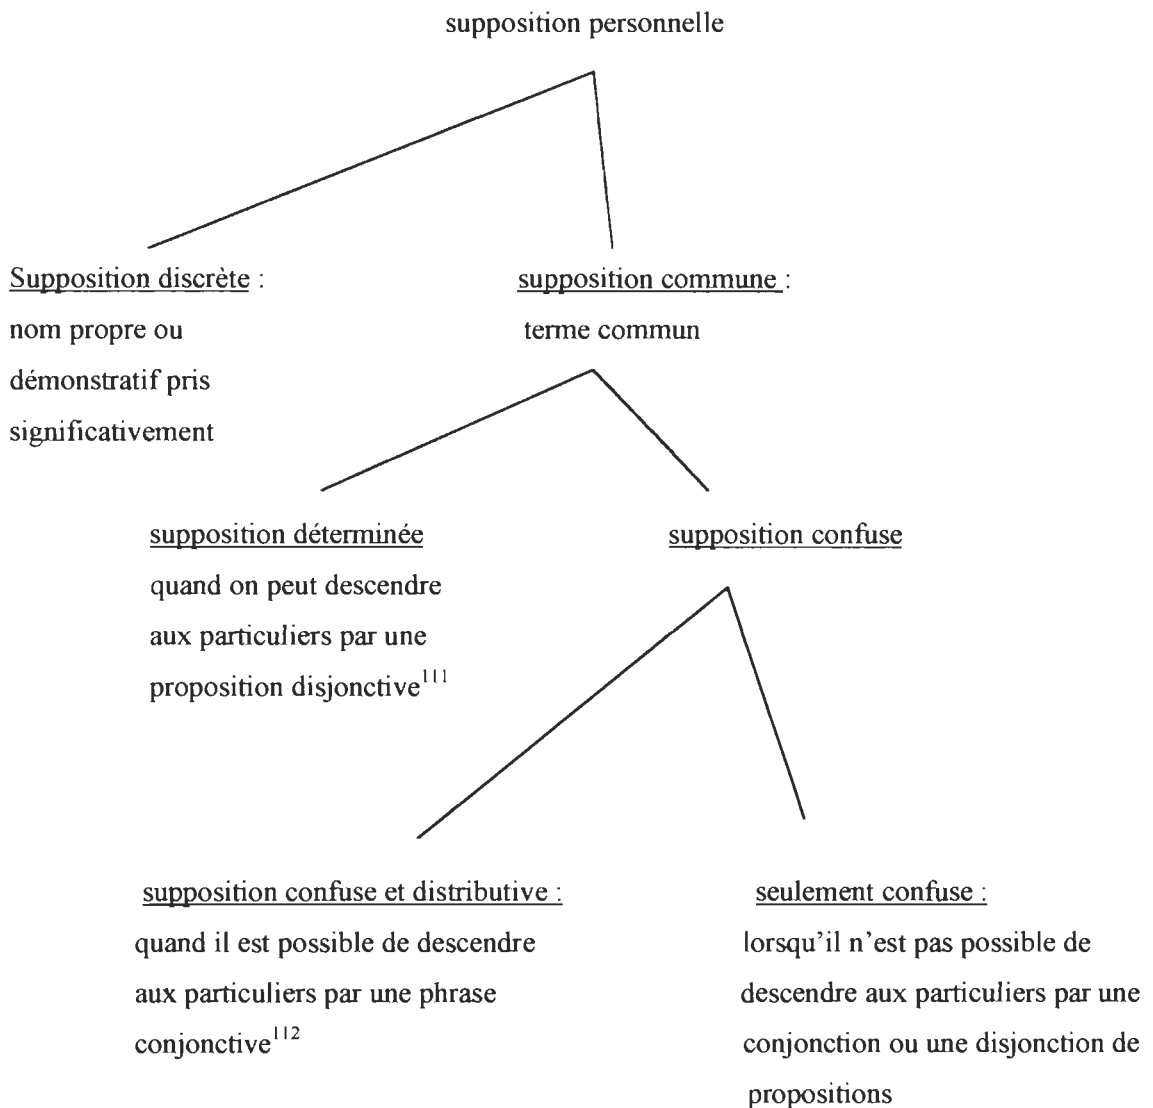 supposition personnelle
Supposition discrète :
nom propre ou
démonstratif pris
significativement
supposition commune :
terme commun
supposition déterminée
quand on peut descendre
aux particuliers par une
proposition disjonctive111
supposition confuse
supposition confuse et distributive :
quand il est possible de descendre
aux particuliers par une phrase
conjonctive112
seulement confuse :
lorsqu'il n'est pas possible de
descendre aux particuliers par une
conjonction ou une disjonction de
propositions